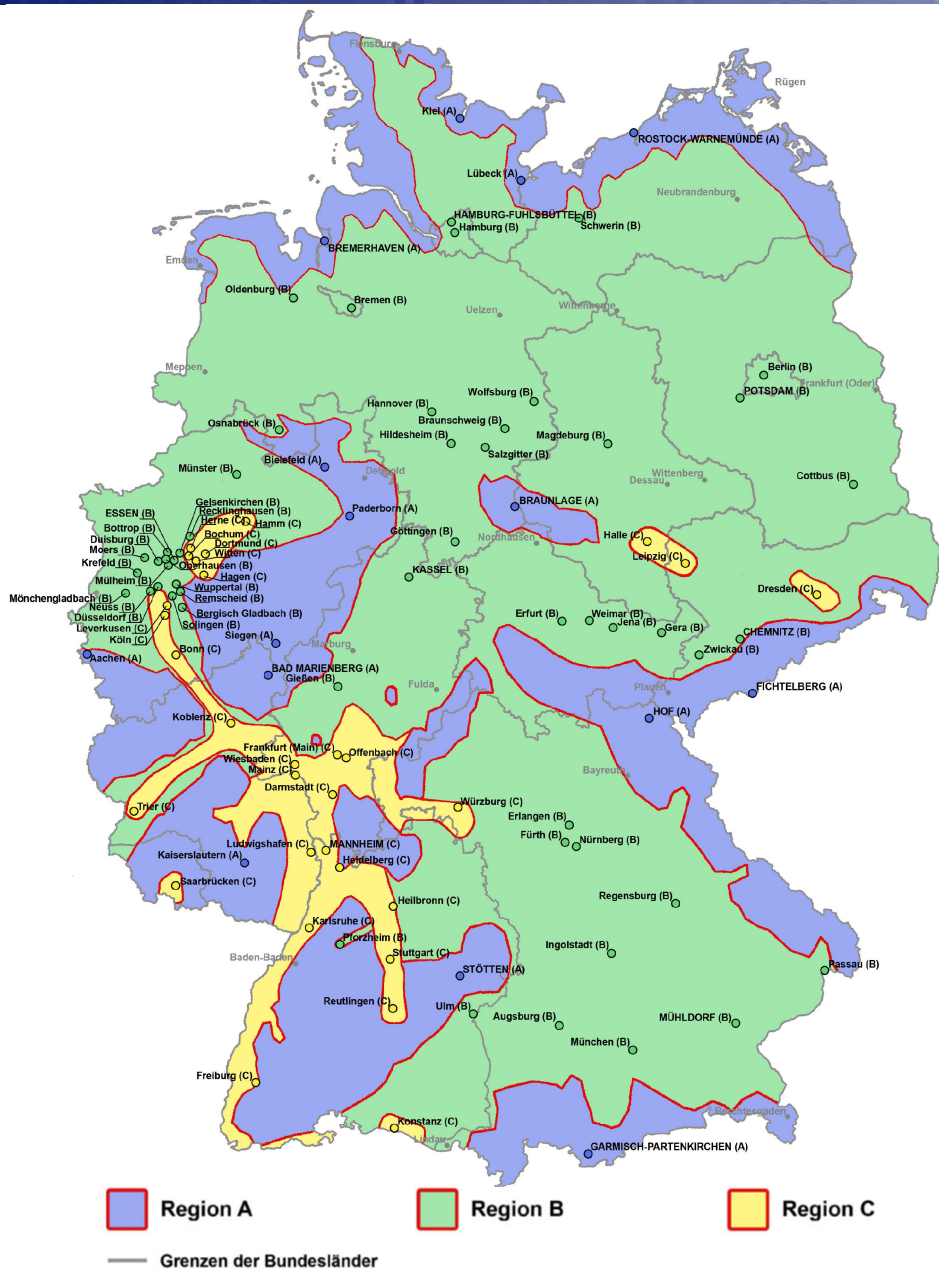 Flensburg
Rügen
Kiel (A)
ROSTOCK-WARNEMÜNDE (A)
Lübeck (A)
Neubrandenburg
HAMBURG-FUHLSBÜTTEL (B)
Hamburg (B)
Schwerin (B)
BREMERHAVEN (A)
Emden
Oldenburg (B)
Bremen (B)
Uelzen
Wittenberge
Meppen
Berlin (B)
Frankfurt (Oder)
POTSDAM (B)
Wolfsburg (B)
Hannover (B)
Braunschweig (B)
Osnabrück (B)
Hildesheim (B)
Magdeburg (B)
Salzgitter (B)
Bielefeld (A)
Detmold
Münster (B)
Wittenberg
Dessau
Cottbus (B)
Gelsenkirchen (B)
BRAUNLAGE (A)
Recklinghausen (B)
ESSEN (B)
Herne (C)
Hamm (C)
Paderborn (A)
Bottrop (B)
Bochum (C)
Göttingen (B)
Duisburg (B)
Dortmund (C)
Nordhausen
Halle (C)
Moers (B)
Witten (C)
Leipzig (C)
Krefeld (B)
Oberhausen (B)
KASSEL (B)
Mülheim (B)
Hagen (C)
Wuppertal (B)
Dresden (C)
Mönchengladbach (B)
Remscheid (B)
Neuss (B)
Bergisch Gladbach (B)
Erfurt (B)
Weimar (B)
Düsseldorf (B)
Solingen (B)
Jena (B)
Gera (B)
CHEMNITZ (B)
Leverkusen (C)
Köln (C)
Siegen (A)
Marburg
Bonn (C)
Zwickau (B)
Aachen (A)
BAD MARIENBERG (A)
Gießen (B)
Fulda
Plauen
FICHTELBERG (A)
HOF (A)
Koblenz (C)
Frankfurt (Main) (C)
Offenbach (C)
Wiesbaden (C)
Mainz (C)
Bayreuth
Darmstadt (C)
Trier (C)
Würzburg (C)
Erlangen (B)
Fürth (B)
Nürnberg (B)
Ludwigshafen (C)
MANNHEIM (C)
Kaiserslautern (A)
Heidelberg (C)
Saarbrücken (C)
Heilbronn (C)
Regensburg (B)
Karlsruhe (C)
Pforzheim (B)
Ingolstadt (B)
Baden-Baden
Stuttgart (C)
Passau (B)
STÖTTEN (A)
Reutlingen (C)
Ulm (B)
Augsburg (B)
MÜHLDORF (B)
München (B)
Freiburg (C)
Konstanz (C)
Berchtesgaden
Lindau
GARMISCH-PARTENKIRCHEN (A)
Region A
Region B
Region C
Grenzen der Bundesländer